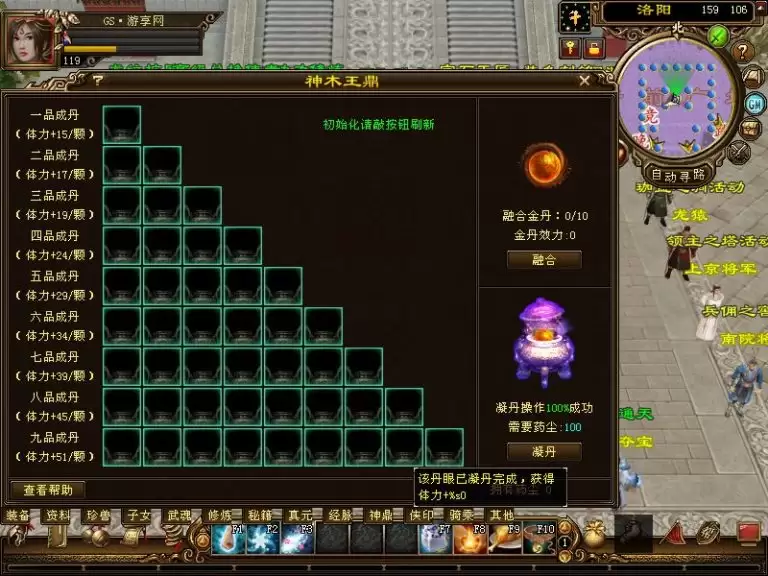 GS·游享网
119
洛阳 159 106
北
GM
自动寻路
神木王鼎
初始化请敲按钮刷新
一品成丹
(体力+15/颗)
二品成丹
(体力+17/颗)
三品成丹
(体力+19/颗)
四品成丹
(体力+24/颗)
五品成丹
(体力+29/颗)
六品成丹
(体力+34/颗)
七品成丹
(体力+39/颗)
八品成丹
(体力+45/颗)
九品成丹
(体力+51/颗)
融合金丹:0/10
金丹效力:0
融合
凝丹操作100%成功
需要药尘:100
凝丹
该丹眼已凝丹完成,获得
体力+%s0
查看帮助
龙猿
领主之塔活动
上京将军
兵佣之窟
南院将
通天
夺宝
装备 资料 珍兽 子女 武魂 修炼 秘籍 真元 经脉 神鼎 侠印 骑乘 其他
F1 F2 F3 F7 F8 F9 F10
1